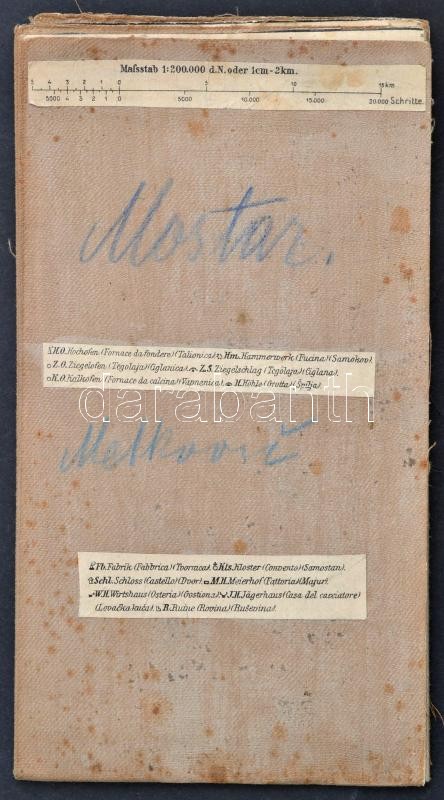 Maſsstab 1:200.000 d.N. oder 1cm=2km.
5 4 3 2 1 0 5 10 15 km
5000 4 3 2 1 0 5000 10.000 15.000 20.000 Schritte.
Mostar.
H.O. Hochofen (Fornace da fondere) (Talionica). Hm. Hammerwerk (Fucina) (Samokov).
Z.O. Ziegelofen (Tegolaja) (Ciglanica). Z.S. Ziegelschlag (Tegolaja) (Ciglana).
K.O. Kalkofen (Fornace da calcina) (Vapnenica). H. Höhle (Grotta) (Špilja).
darabanth
Metković
Fb. Fabrik (Fabbrica) (Tvornica). Kls. Kloster (Convento) (Samostan).
Schl. Schloss (Castello) (Dvor). M.H. Meierhof (Fattoria) (Majur).
W.H. Wirtshaus (Osteria) (Gostiona). J.H. Jägerhaus (Casa del cacciatore)
(Lovačka kuća). R. Ruine (Rovina) (Ruševina).